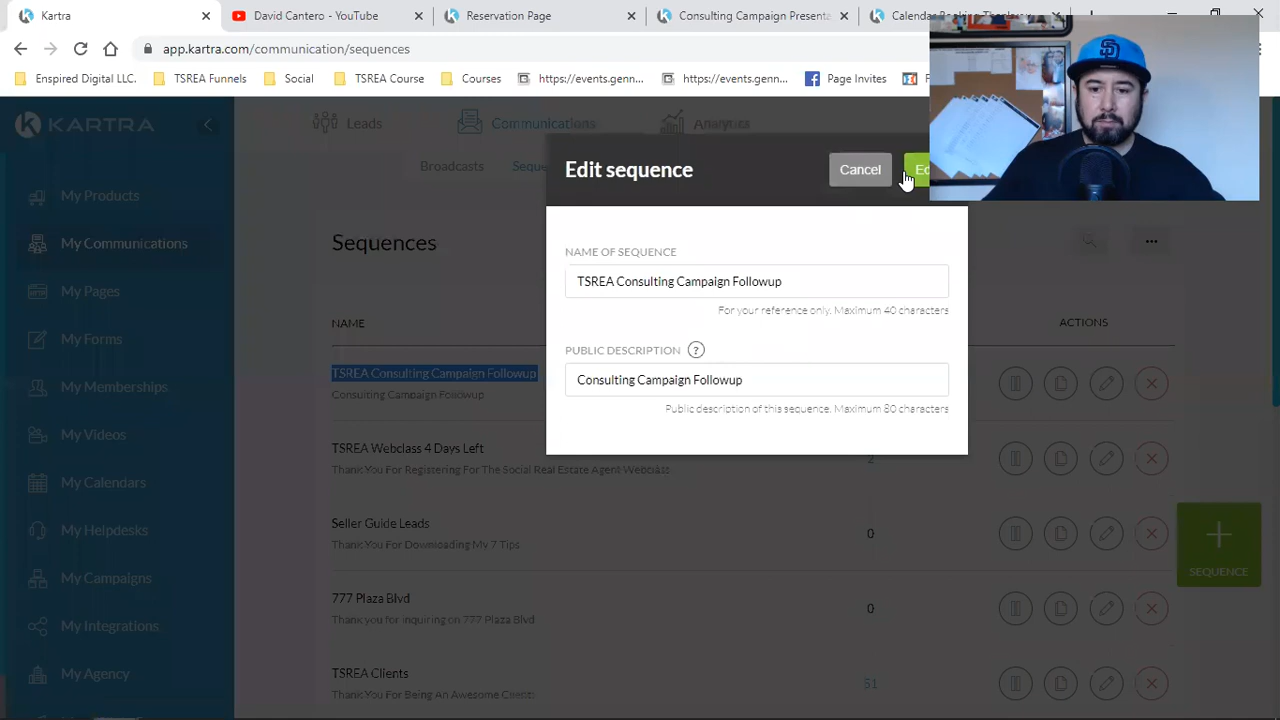 Kartra
David Cantero - YouTube
Reservation Page
Consulting Campaign Presenta
Calendar Booking Tha
app.kartra.com/communication/sequences
Enspired Digital LLC.
TSREA Funnels
Social
TSREA Course
Courses
https://events.genn...
https://events.genn...
Page Invites
KARTRA
Leads
Communications
Analytics
Broadcasts
Seque
Edit sequence
Cancel
Ed
My Products
My Communications
My Pages
My Forms
My Memberships
My Videos
My Calendars
My Helpdesks
My Campaigns
My Integrations
My Agency
Sequences
NAME OF SEQUENCE
TSREA Consulting Campaign Followup
For your reference only. Maximum 40 characters
PUBLIC DESCRIPTION ?
Consulting Campaign Followup
Public description of this sequence. Maximum 80 characters
NAME
ACTIONS
TSREA Consulting Campaign Followup
Consulting Campaign Followup
TSREA Webclass 4 Days Left
Thank You For Registering For The Social Real Estate Agent Webclass
2
Seller Guide Leads
Thank You For Downloading My 7 Tips
0
777 Plaza Blvd
Thank you for inquiring on 777 Plaza Blvd
0
TSREA Clients
Thank You For Being An Awesome Client!
51
SEQUENCE